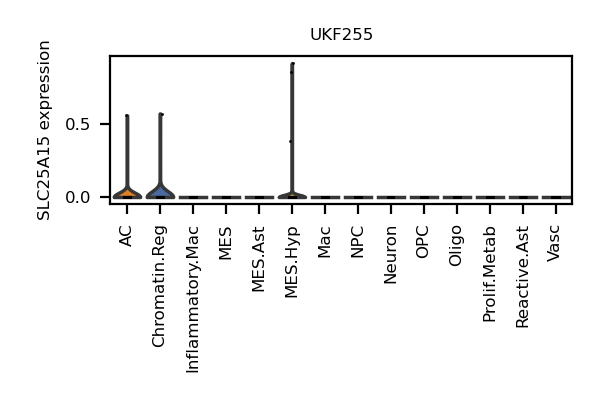 UKF255
SLC25A15 expression
0.5
0.0
AC
Chromatin.Reg
Inflammatory.Mac
MES
MES.Ast
MES.Hyp
Mac
NPC
Neuron
OPC
Oligo
Prolif.Metab
Reactive.Ast
Vasc